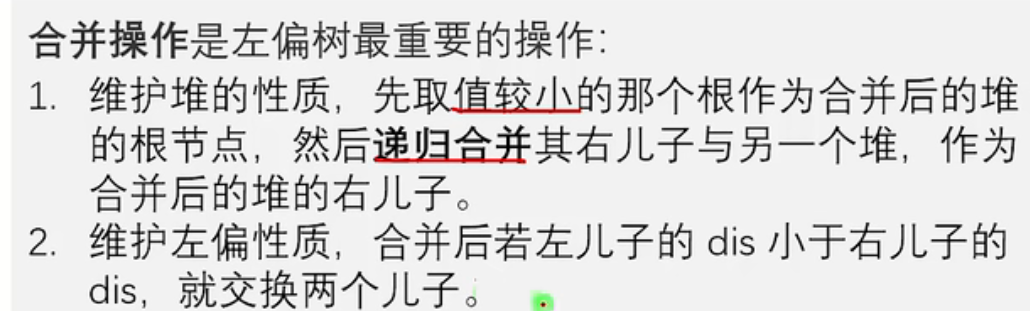 合并操作是左偏树最重要的操作：
1. 维护堆的性质，先取值较小的那个根作为合并后的堆
的根节点，然后递归合并其右儿子与另一个堆，作为
合并后的堆的右儿子。
2. 维护左偏性质，合并后若左儿子的 dis 小于右儿子的
dis，就交换两个儿子。